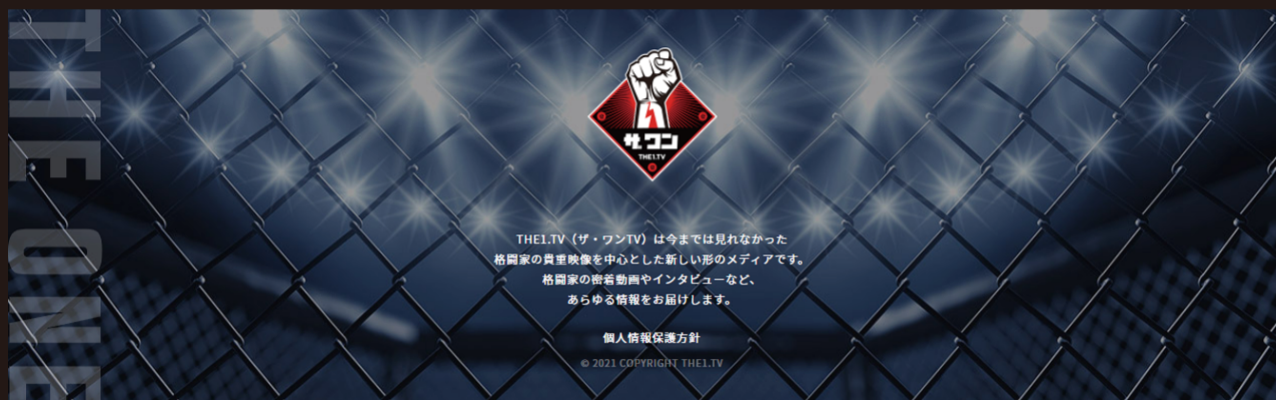 THE ONE
ザ・ワン
THE1.TV
THE1.TV（ザ・ワンTV）は今までは見れなかった
格闘家の貴重映像を中心とした新しい形のメディアです。
格闘家の密着動画やインタビューなど、
あらゆる情報をお届けします。
個人情報保護方針
© 2021 COPYRIGHT THE1.TV